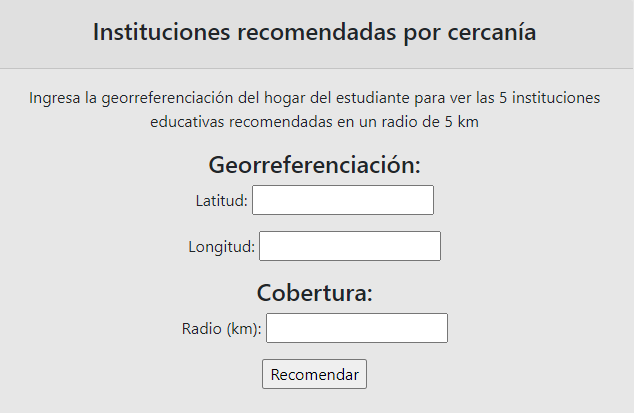 Instituciones recomendadas por cercanía
Ingresa la georreferenciación del hogar del estudiante para ver las 5 instituciones
educativas recomendadas en un radio de 5 km
Georreferenciación:
Latitud:
Longitud:
Cobertura:
Radio (km):
Recomendar